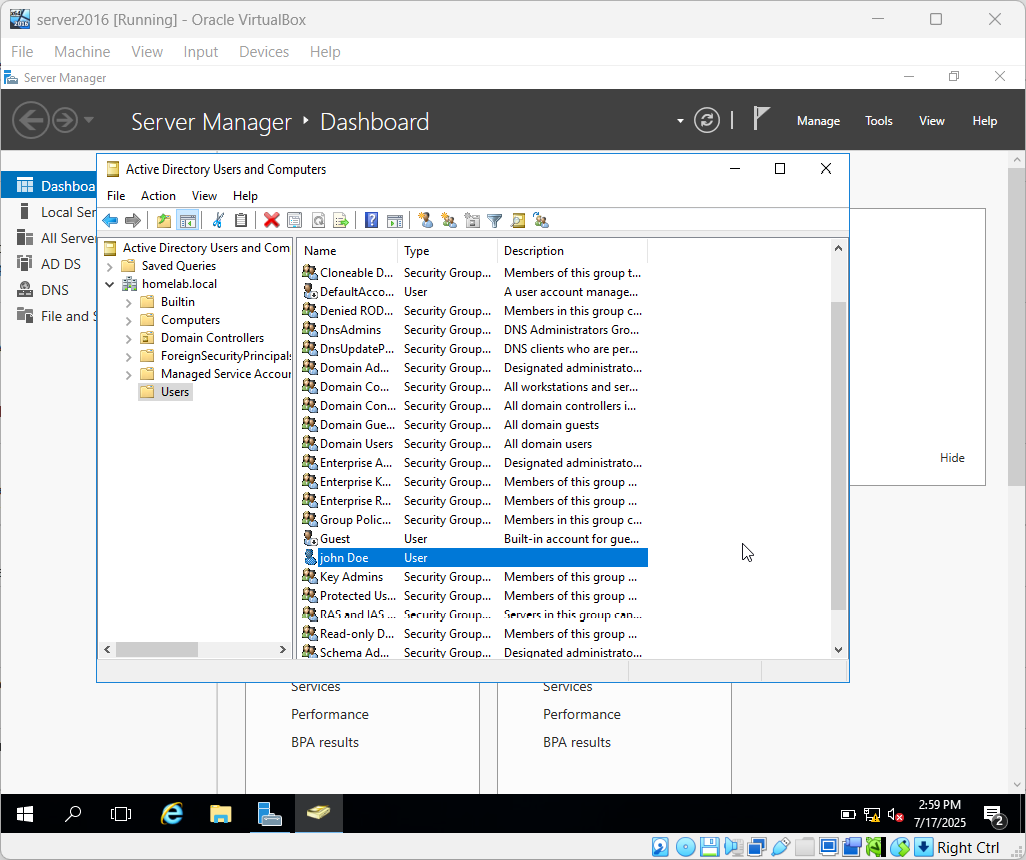 server2016 [Running] - Oracle VirtualBox
File Machine View Input Devices Help
Server Manager
Server Manager ‣ Dashboard
Manage Tools View Help
Dashboa
Local Ser
All Serve
AD DS
DNS
File and S
Active Directory Users and Computers
File Action View Help
Active Directory Users and Com
Saved Queries
homelab.local
Builtin
Computers
Domain Controllers
ForeignSecurityPrincipals
Managed Service Accour
Users
Name Type Description
Cloneable D... Security Group... Members of this group t...
DefaultAcco... User A user account manage...
Denied ROD... Security Group... Members in this group c...
DnsAdmins Security Group... DNS Administrators Gro...
DnsUpdateP... Security Group... DNS clients who are per...
Domain Ad... Security Group... Designated administrato...
Domain Co... Security Group... All workstations and ser...
Domain Con... Security Group... All domain controllers i...
Domain Gue... Security Group... All domain guests
Domain Users Security Group... All domain users
Enterprise A... Security Group... Designated administrato...
Enterprise K... Security Group... Members of this group ...
Enterprise R... Security Group... Members of this group ...
Group Polic... Security Group... Members in this group c...
Guest User Built-in account for gue...
john Doe User
Key Admins Security Group... Members of this group ...
Protected Us... Security Group... Members of this group ...
RAS and IAS ... Security Group... Servers in this group can...
Read-only D... Security Group... Members of this group ...
Schema Ad... Security Group... Designated administrato...
Hide
Services
Performance
BPA results
Services
Performance
BPA results
2:59 PM
7/17/2025
2
Right Ctrl